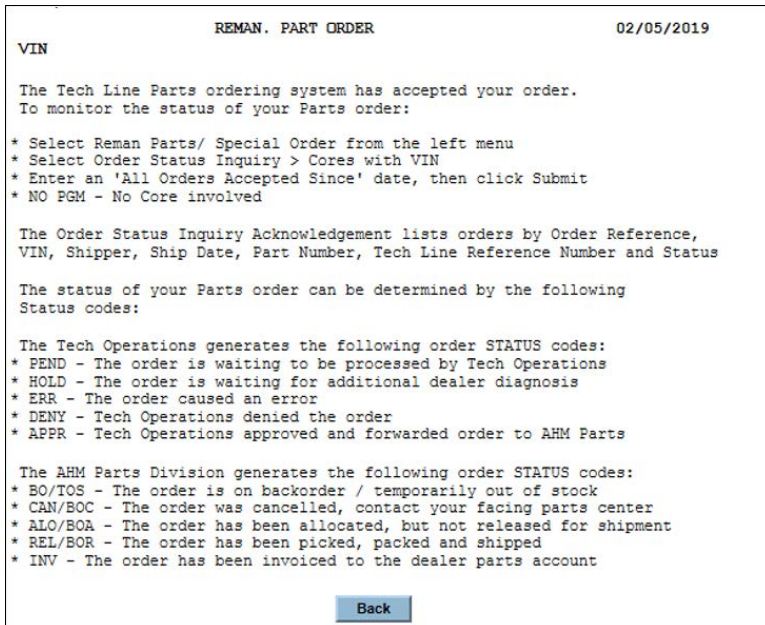 REMAN. PART ORDER 02/05/2019
VIN
The Tech Line Parts ordering system has accepted your order.
To monitor the status of your Parts order:
* Select Reman Parts/ Special Order from the left menu
* Select Order Status Inquiry > Cores with VIN
* Enter an 'All Orders Accepted Since' date, then click Submit
* NO PGM - No Core involved
The Order Status Inquiry Acknowledgement lists orders by Order Reference,
VIN, Shipper, Ship Date, Part Number, Tech Line Reference Number and Status
The status of your Parts order can be determined by the following
Status codes:
The Tech Operations generates the following order STATUS codes:
* PEND - The order is waiting to be processed by Tech Operations
* HOLD - The order is waiting for additional dealer diagnosis
* ERR - The order caused an error
* DENY - Tech Operations denied the order
* APPR - Tech Operations approved and forwarded order to AHM Parts
The AHM Parts Division generates the following order STATUS codes:
* BO/TOS - The order is on backorder / temporarily out of stock
* CAN/BOC - The order was cancelled, contact your facing parts center
* ALO/BOA - The order has been allocated, but not released for shipment
* REL/BOR - The order has been picked, packed and shipped
* INV - The order has been invoiced to the dealer parts account
Back